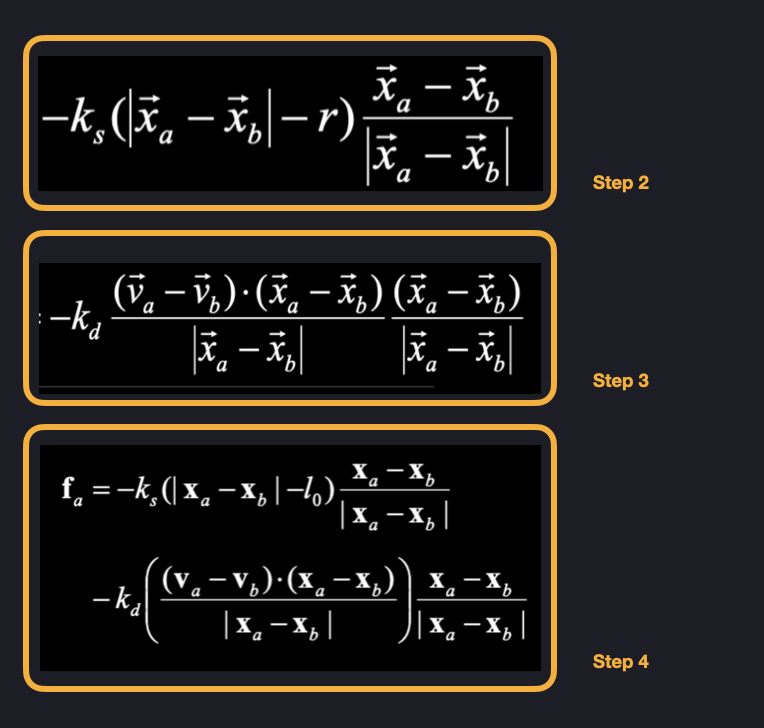 $-k_s(|\vec{x}_a - \vec{x}_b| - r)\frac{\vec{x}_a - \vec{x}_b}{|\vec{x}_a - \vec{x}_b|}$
Step 2
$: -k_d \frac{(\vec{v}_a - \vec{v}_b) \cdot (\vec{x}_a - \vec{x}_b)}{|\vec{x}_a - \vec{x}_b|} \frac{(\vec{x}_a - \vec{x}_b)}{|\vec{x}_a - \vec{x}_b|}$
Step 3
$\mathbf{f}_a = -k_s(|\mathbf{x}_a - \mathbf{x}_b| - l_0)\frac{\mathbf{x}_a - \mathbf{x}_b}{|\mathbf{x}_a - \mathbf{x}_b|}$
$-k_d\left(\frac{(\mathbf{v}_a - \mathbf{v}_b) \cdot (\mathbf{x}_a - \mathbf{x}_b)}{|\mathbf{x}_a - \mathbf{x}_b|}\right)\frac{\mathbf{x}_a - \mathbf{x}_b}{|\mathbf{x}_a - \mathbf{x}_b|}$
Step 4